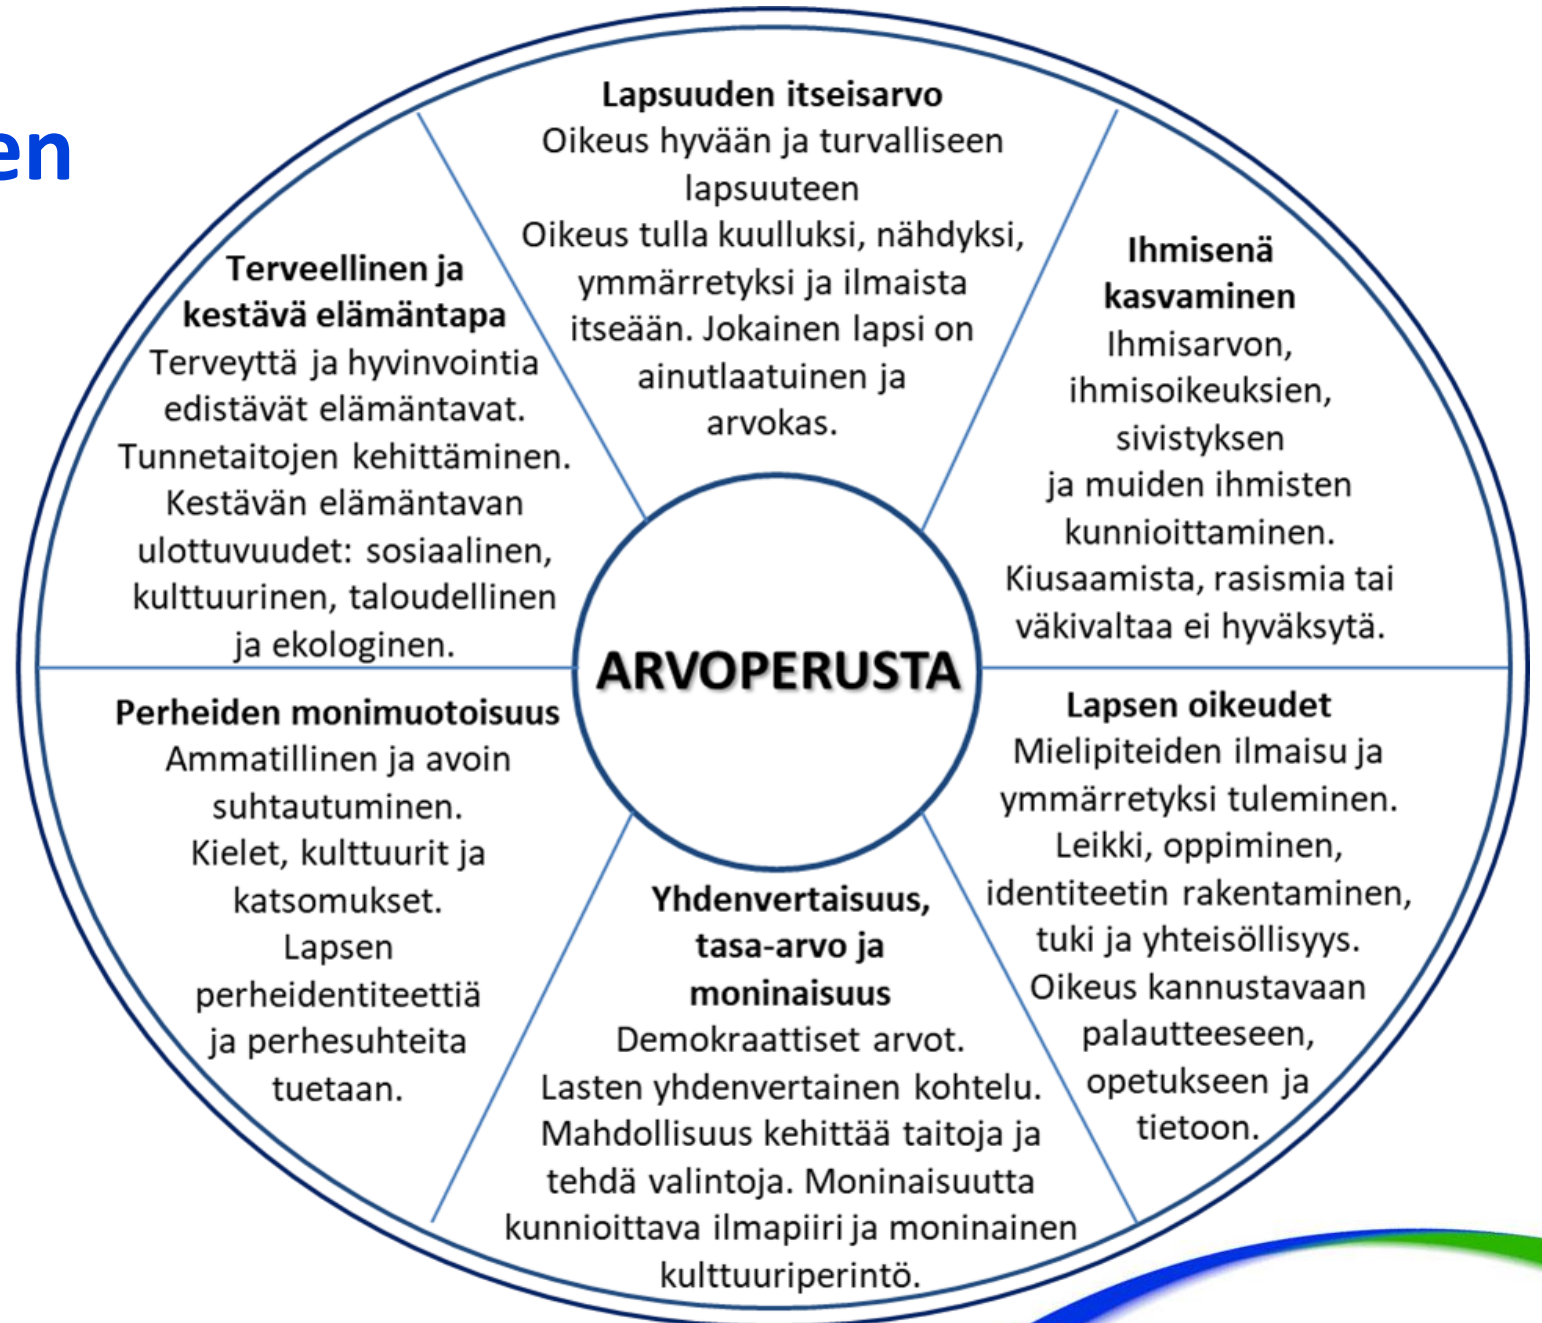 en
Lapsuuden itseisarvo
Oikeus hyvään ja turvalliseen
lapsuuteen
Oikeus tulla kuulluksi, nähdyksi,
ymmärretyksi ja ilmaista
itseään. Jokainen lapsi on
ainutlaatuinen ja
arvokas.
Ihmisenä
kasvaminen
Ihmisarvon,
ihmisoikeuksien,
sivistyksen
ja muiden ihmisten
kunnioittaminen.
Kiusaamista, rasismia tai
väkivaltaa ei hyväksytä.
Lapsen oikeudet
Mielipiteiden ilmaisu ja
ymmärretyksi tuleminen.
Leikki, oppiminen,
identiteetin rakentaminen,
tuki ja yhteisöllisyys.
Oikeus kannustavaan
palautteeseen,
opetukseen ja
tietoon.
Yhdenvertaisuus,
tasa-arvo ja
moninaisuus
Demokraattiset arvot.
Lasten yhdenvertainen kohtelu.
Mahdollisuus kehittää taitoja ja
tehdä valintoja. Moninaisuutta
kunnioittava ilmapiiri ja moninainen
kulttuuriperintö.
Perheiden monimuotoisuus
Ammatillinen ja avoin
suhtautuminen.
Kielet, kulttuurit ja
katsomukset.
Lapsen
perheidentiteettiä
ja perhesuhteita
tuetaan.
Terveellinen ja
kestävä elämäntapa
Terveyttä ja hyvinvointia
edistävät elämäntavat.
Tunnetaitojen kehittäminen.
Kestävän elämäntavan
ulottuvuudet: sosiaalinen,
kulttuurinen, taloudellinen
ja ekologinen.
ARVOPERUSTA